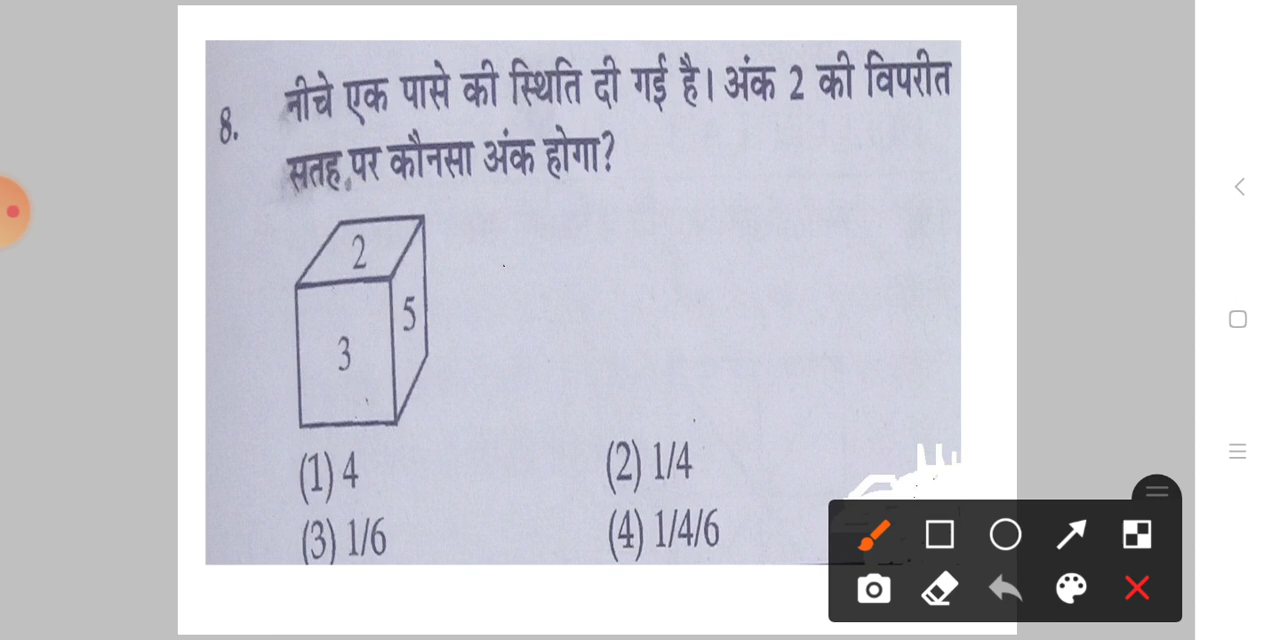 8. नीचे एक पासे की स्थिति दी गई है। अंक 2 की विपरीत
सतह पर कौनसा अंक होगा?
2
5
3
(1) 4 (2) 1/4
(3) 1/6 (4) 1/4/6